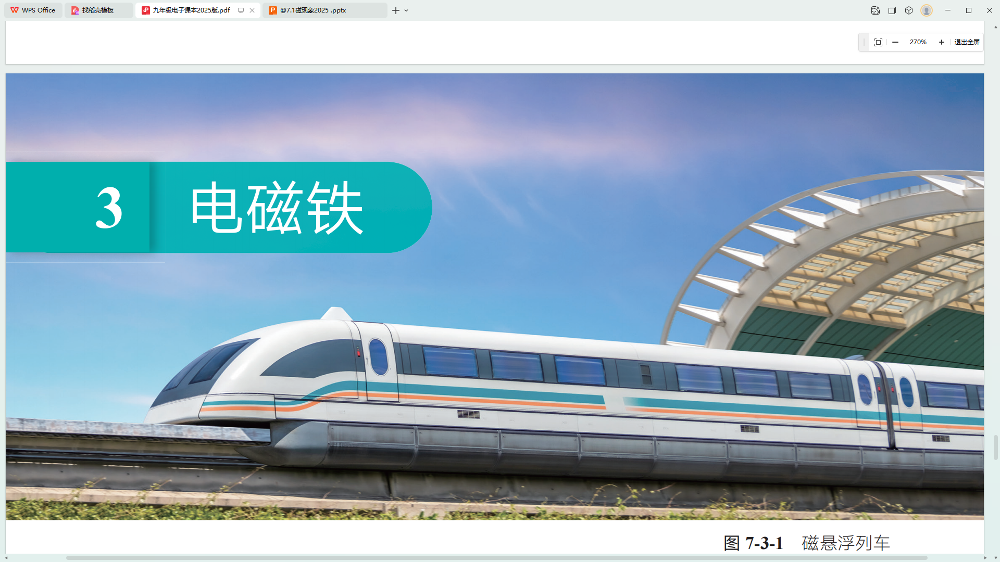 WPS Office
找稻壳模板
九年级电子课本2025版.pdf
@7.1磁现象2025 .pptx
270%
退出全屏
3 电磁铁
图 7-3-1 磁悬浮列车